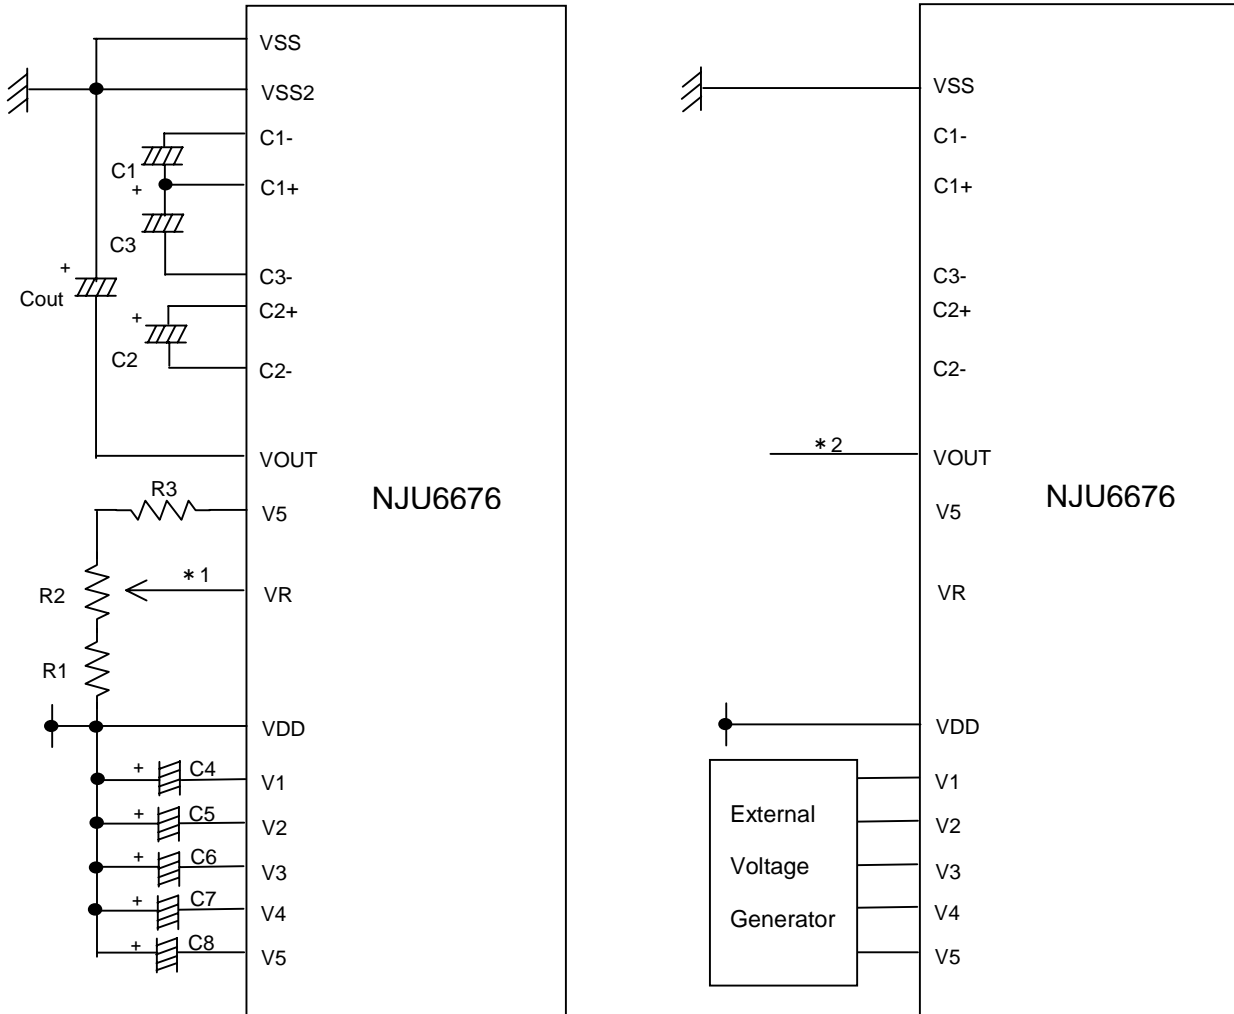 VSS
VSS2
C1-
C1
+
C1+
C3
C3-
+
Cout
C2+
+
C2
C2-
VOUT
R3
V5
NJU6676
*1
R2
VR
R1
VDD
+ C4
V1
+ C5
V2
+ C6
V3
+ C7
V4
+ C8
V5
VSS
C1-
C1+
C3-
C2+
C2-
*2
VOUT
V5
NJU6676
VR
VDD
External
Voltage
Generator
V1
V2
V3
V4
V5